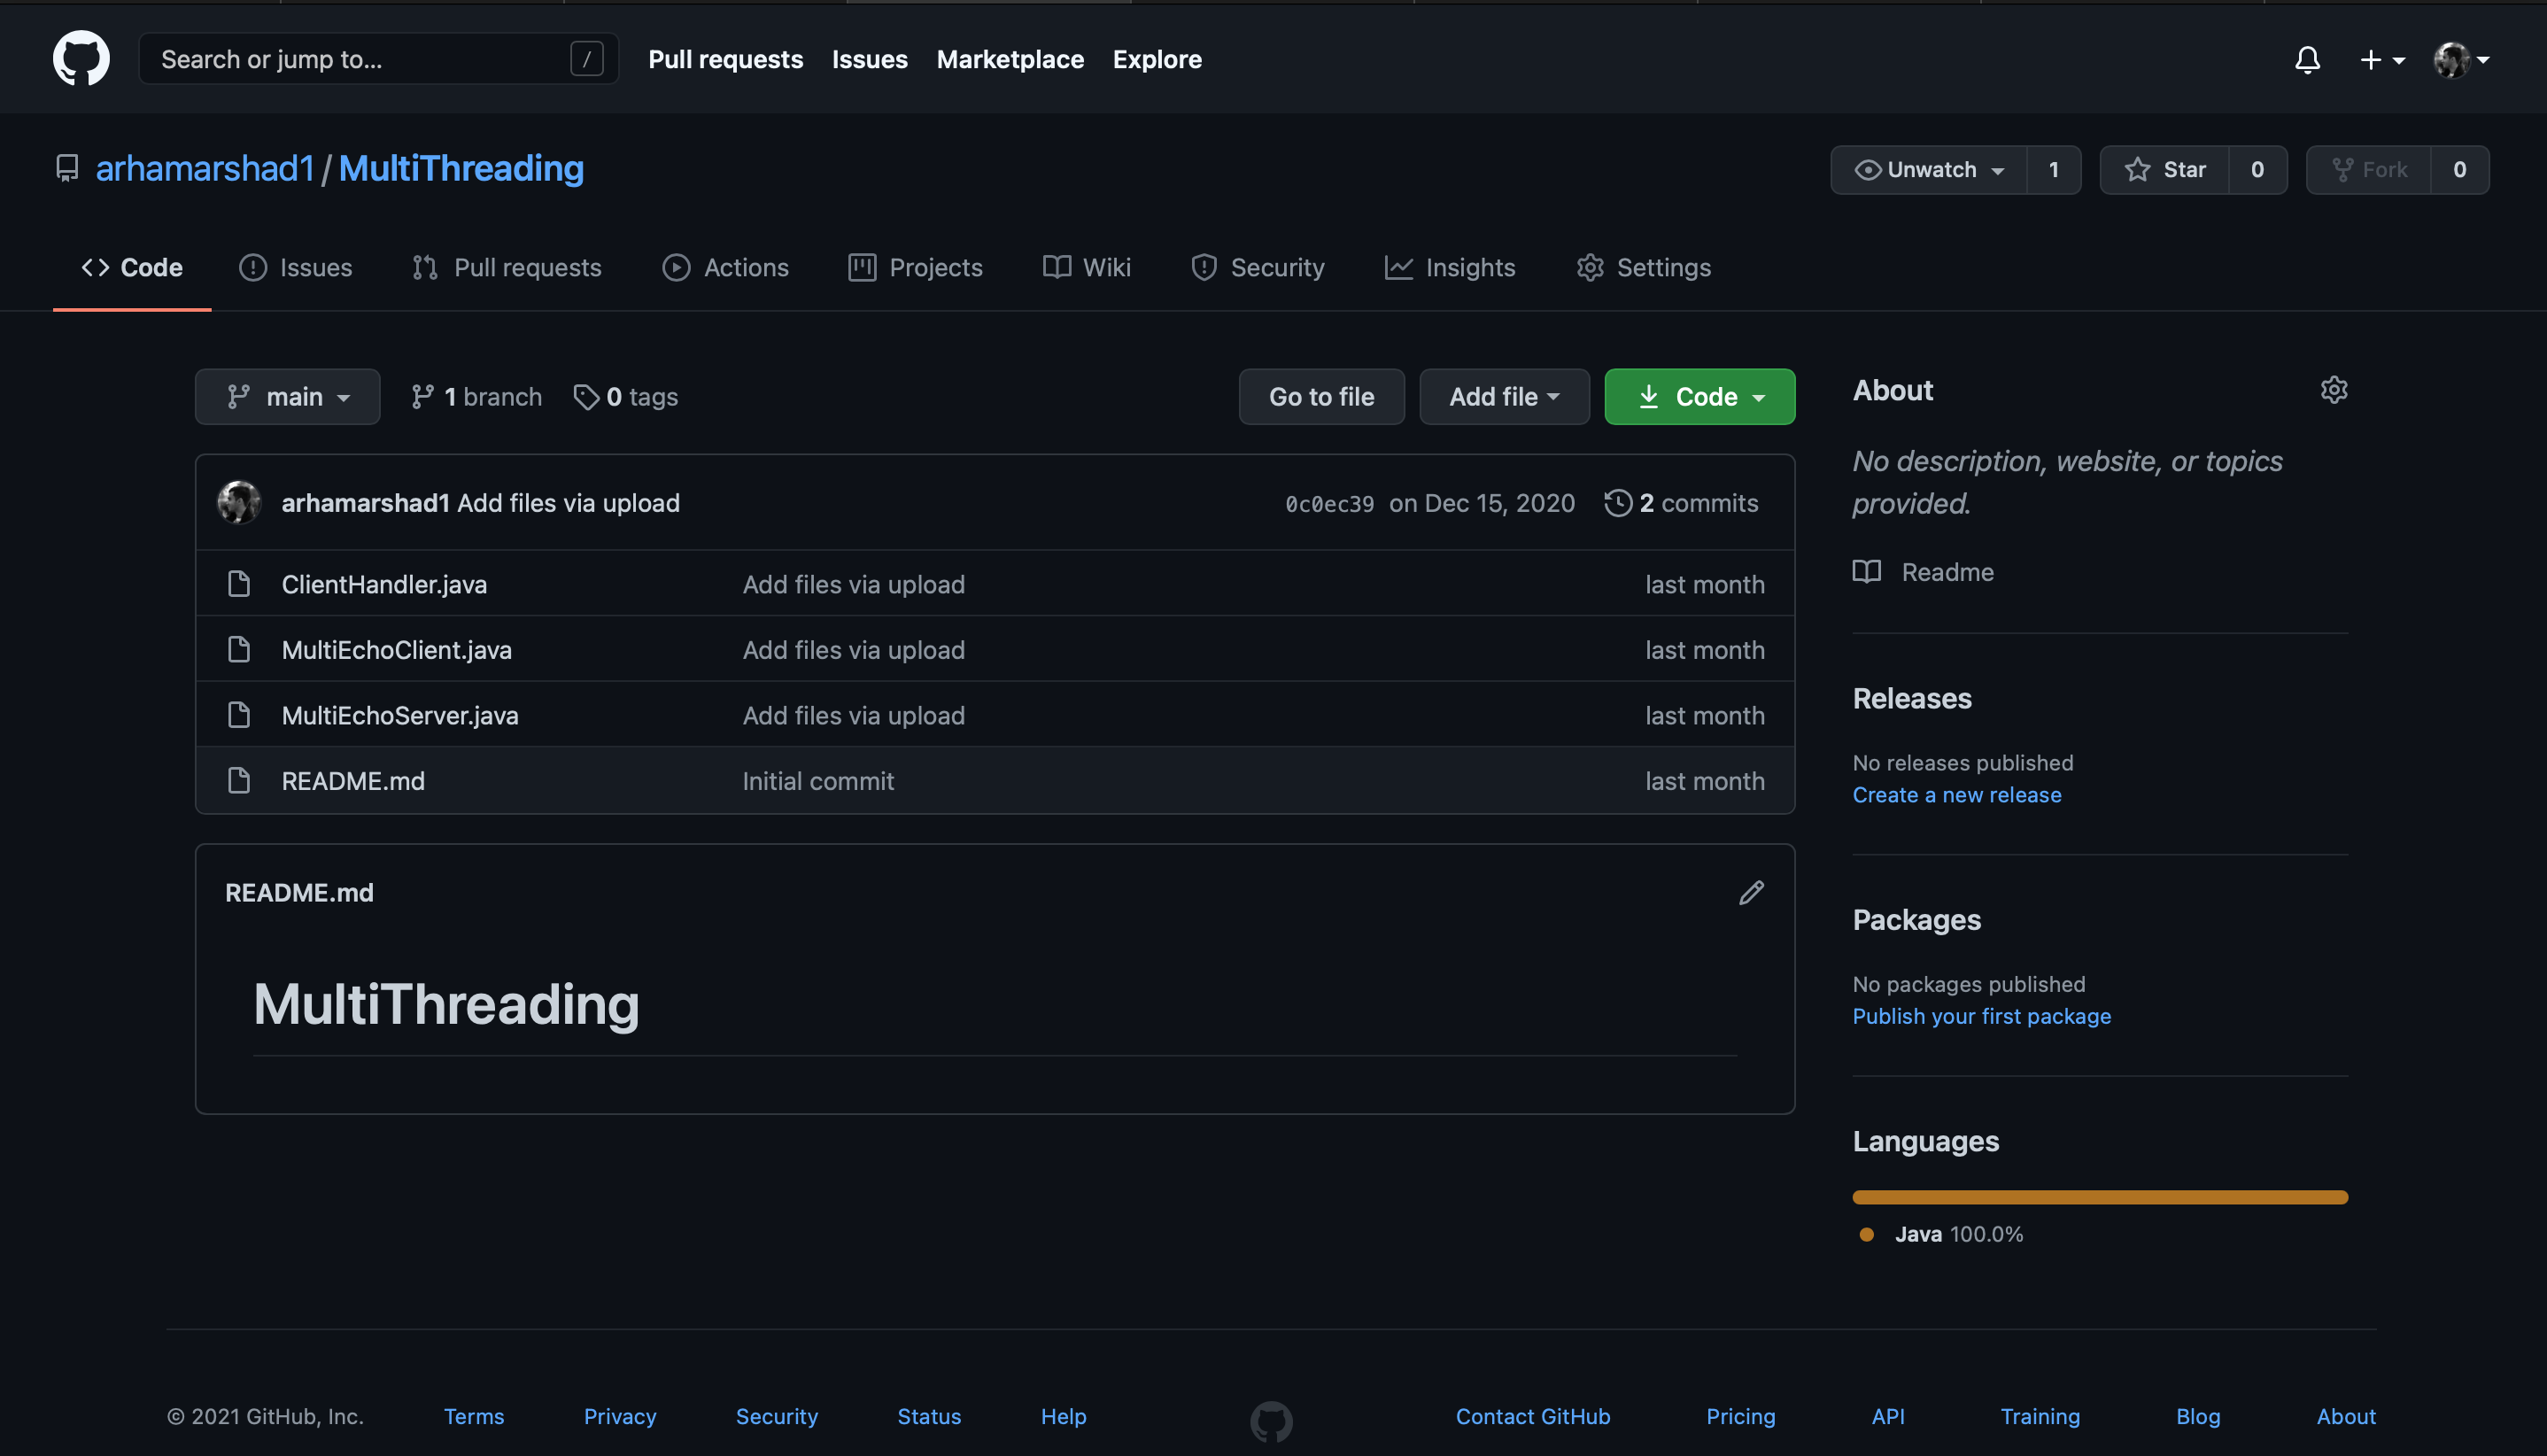 Search or jump to... /
Pull requests Issues Marketplace Explore
arhamarshad1 / MultiThreading
Unwatch 1 Star 0 Fork 0
Code Issues Pull requests Actions Projects Wiki Security Insights Settings
main 1 branch 0 tags Go to file Add file Code
arhamarshad1 Add files via upload 0c0ec39 on Dec 15, 2020 2 commits
ClientHandler.java Add files via upload last month
MultiEchoClient.java Add files via upload last month
MultiEchoServer.java Add files via upload last month
README.md Initial commit last month
README.md
MultiThreading
About
No description, website, or topics
provided.
Readme
Releases
No releases published
Create a new release
Packages
No packages published
Publish your first package
Languages
Java 100.0%
© 2021 GitHub, Inc. Terms Privacy Security Status Help Contact GitHub Pricing API Training Blog About